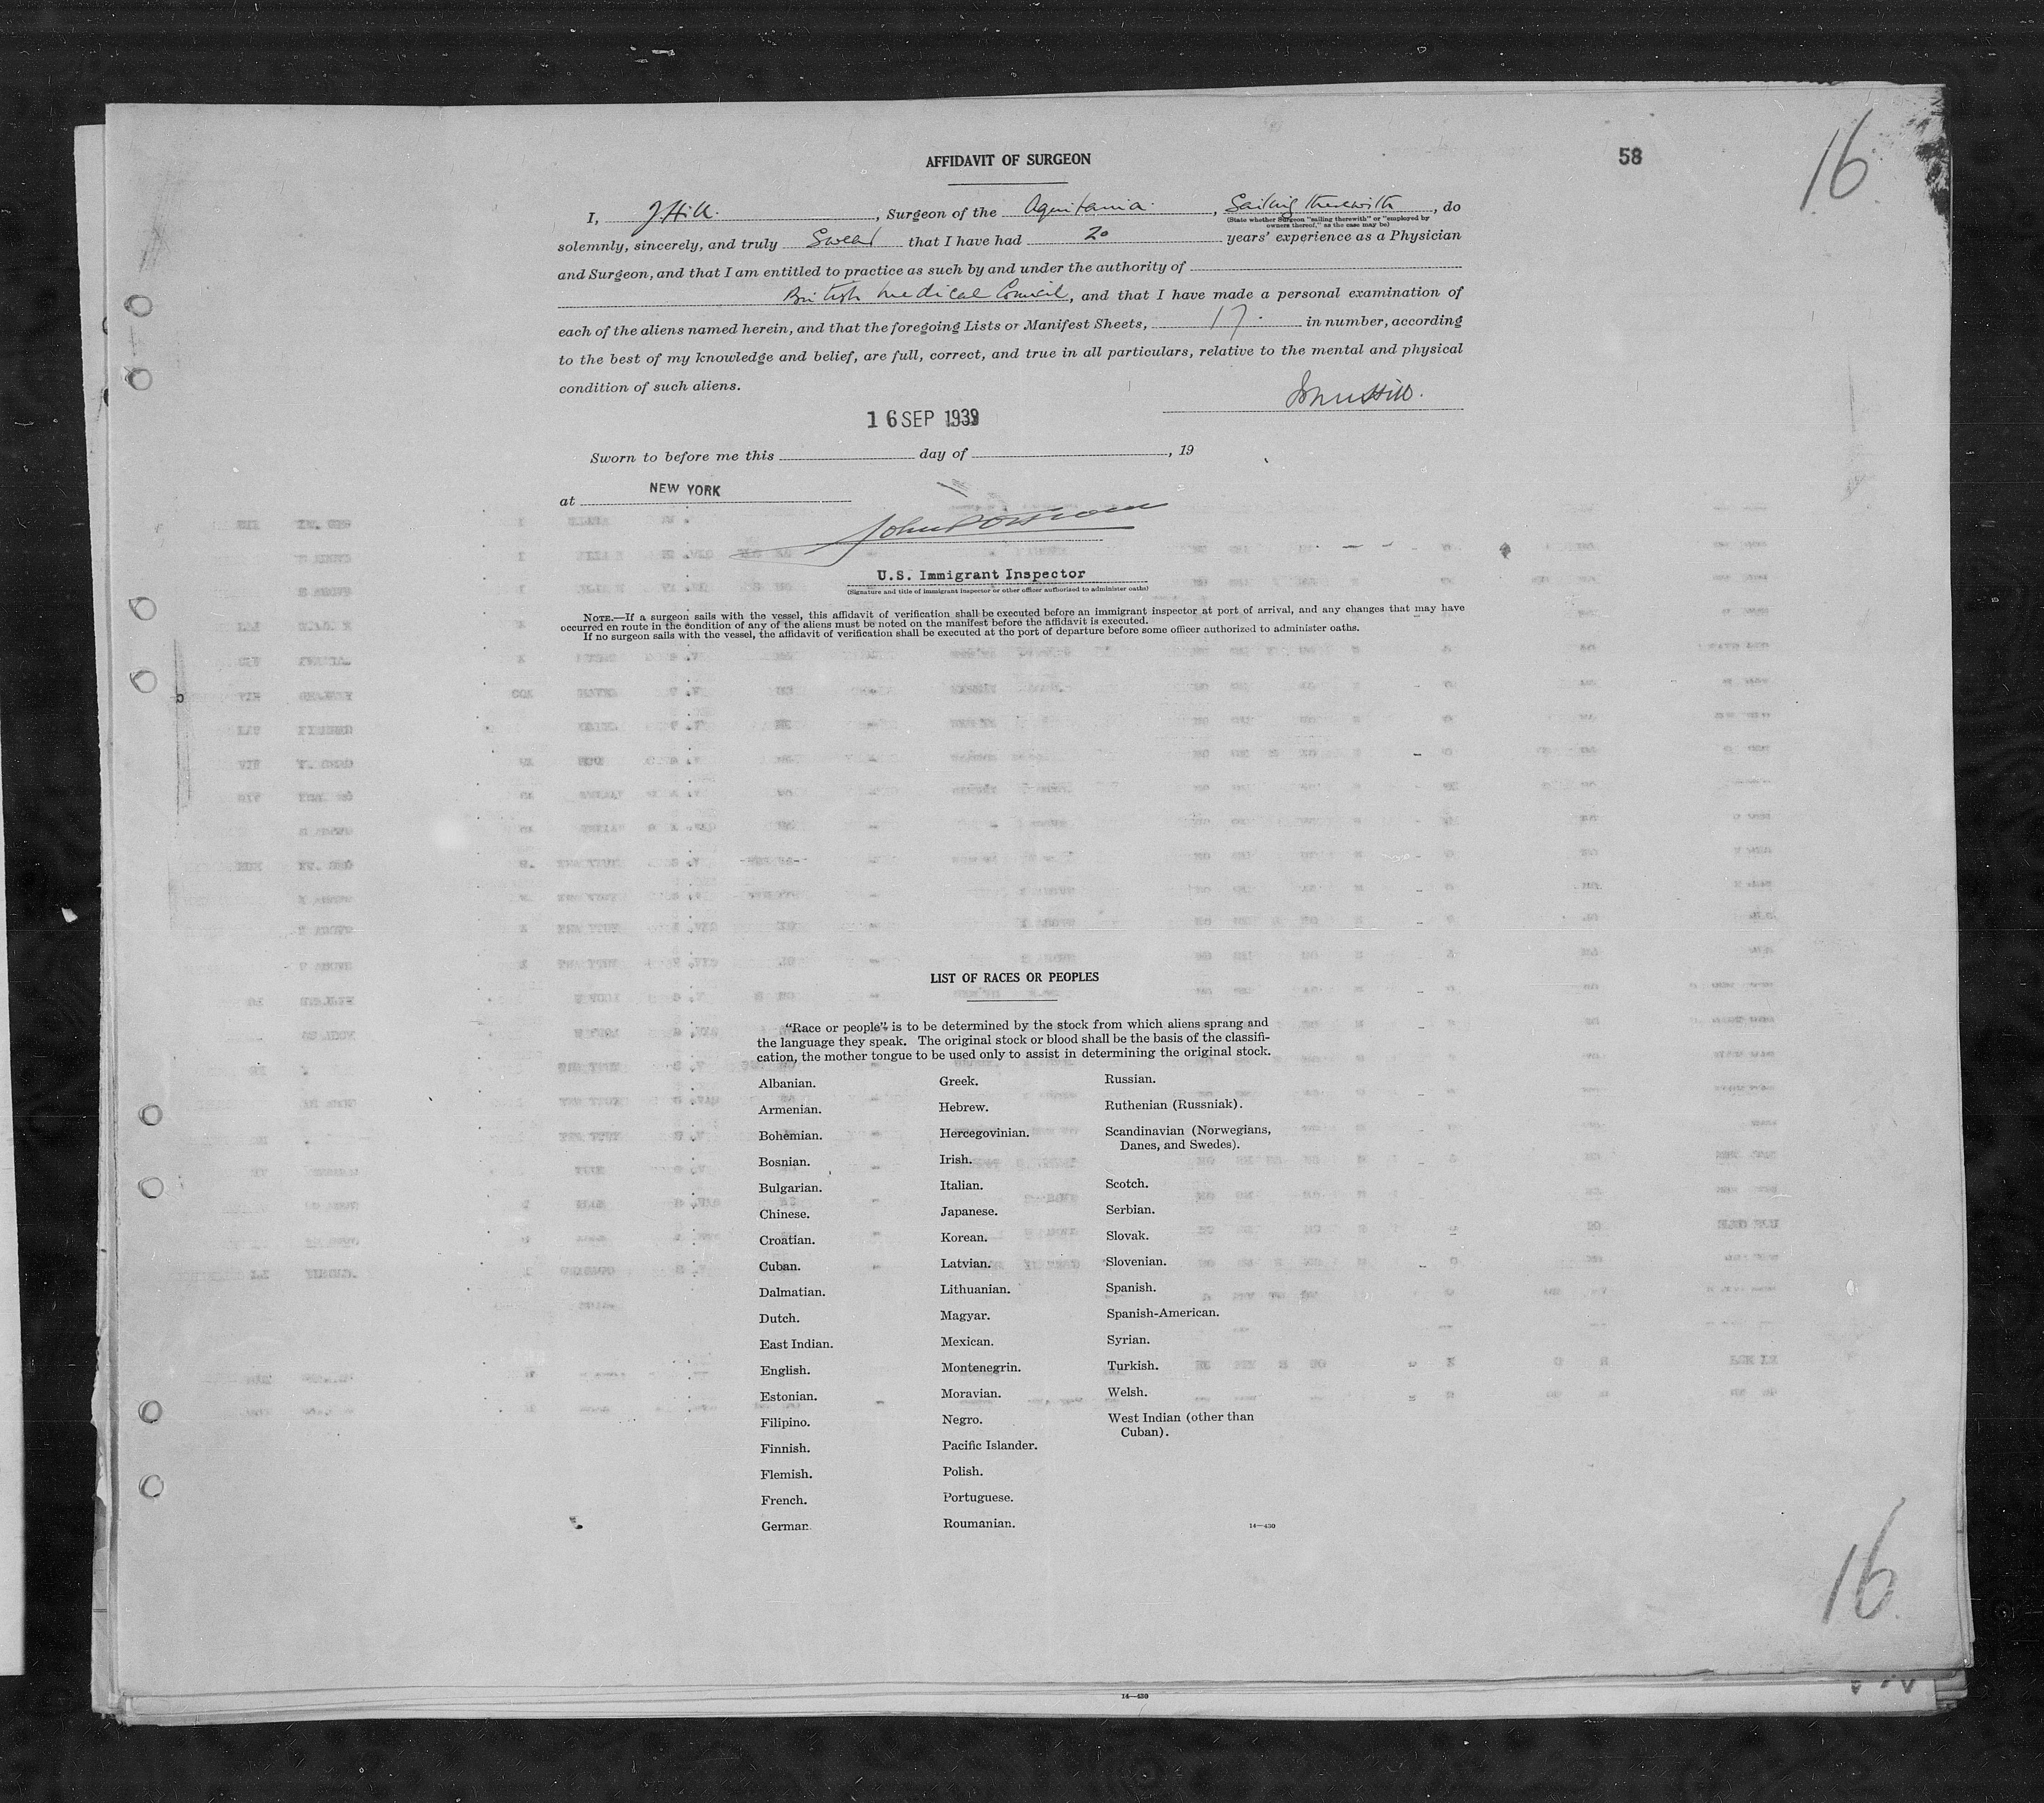 AFFIDAVIT OF SURGEON
58
16
I, J Hill. , Surgeon of the Aquitania. , Sailing therewith , do
(State whether Surgeon "sailing therewith" or "employed by
owners thereof," as the case may be)
solemnly, sincerely, and truly Swear that I have had 20 years' experience as a Physician
and Surgeon, and that I am entitled to practice as such by and under the authority of
British Medical Council, and that I have made a personal examination of
each of the aliens named herein, and that the foregoing Lists or Manifest Sheets, 17. in number, according
to the best of my knowledge and belief, are full, correct, and true in all particulars, relative to the mental and physical
condition of such aliens.
John Hill.
16 SEP 1939
Sworn to before me this day of , 19
at NEW YORK
U.S. Immigrant Inspector
(Signature and title of immigrant inspector or other officer authorized to administer oaths)
NOTE.—If a surgeon sails with the vessel, this affidavit of verification shall be executed before an immigrant inspector at port of arrival, and any changes that may have
occurred en route in the condition of any of the aliens must be noted on the manifest before the affidavit is executed.
If no surgeon sails with the vessel, the affidavit of verification shall be executed at the port of departure before some officer authorized to administer oaths.
LIST OF RACES OR PEOPLES
"Race or people" is to be determined by the stock from which aliens sprang and
the language they speak. The original stock or blood shall be the basis of the classifi-
cation, the mother tongue to be used only to assist in determining the original stock.
Albanian.
Armenian.
Bohemian.
Bosnian.
Bulgarian.
Chinese.
Croatian.
Cuban.
Dalmatian.
Dutch.
East Indian.
English.
Estonian.
Filipino.
Finnish.
Flemish.
French.
German.
Greek.
Hebrew.
Hercegovinian.
Irish.
Italian.
Japanese.
Korean.
Latvian.
Lithuanian.
Magyar.
Mexican.
Montenegrin.
Moravian.
Negro.
Pacific Islander.
Polish.
Portuguese.
Roumanian.
Russian.
Ruthenian (Russniak).
Scandinavian (Norwegians,
Danes, and Swedes).
Scotch.
Serbian.
Slovak.
Slovenian.
Spanish.
Spanish-American.
Syrian.
Turkish.
Welsh.
West Indian (other than
Cuban).
14—430
16
14—430